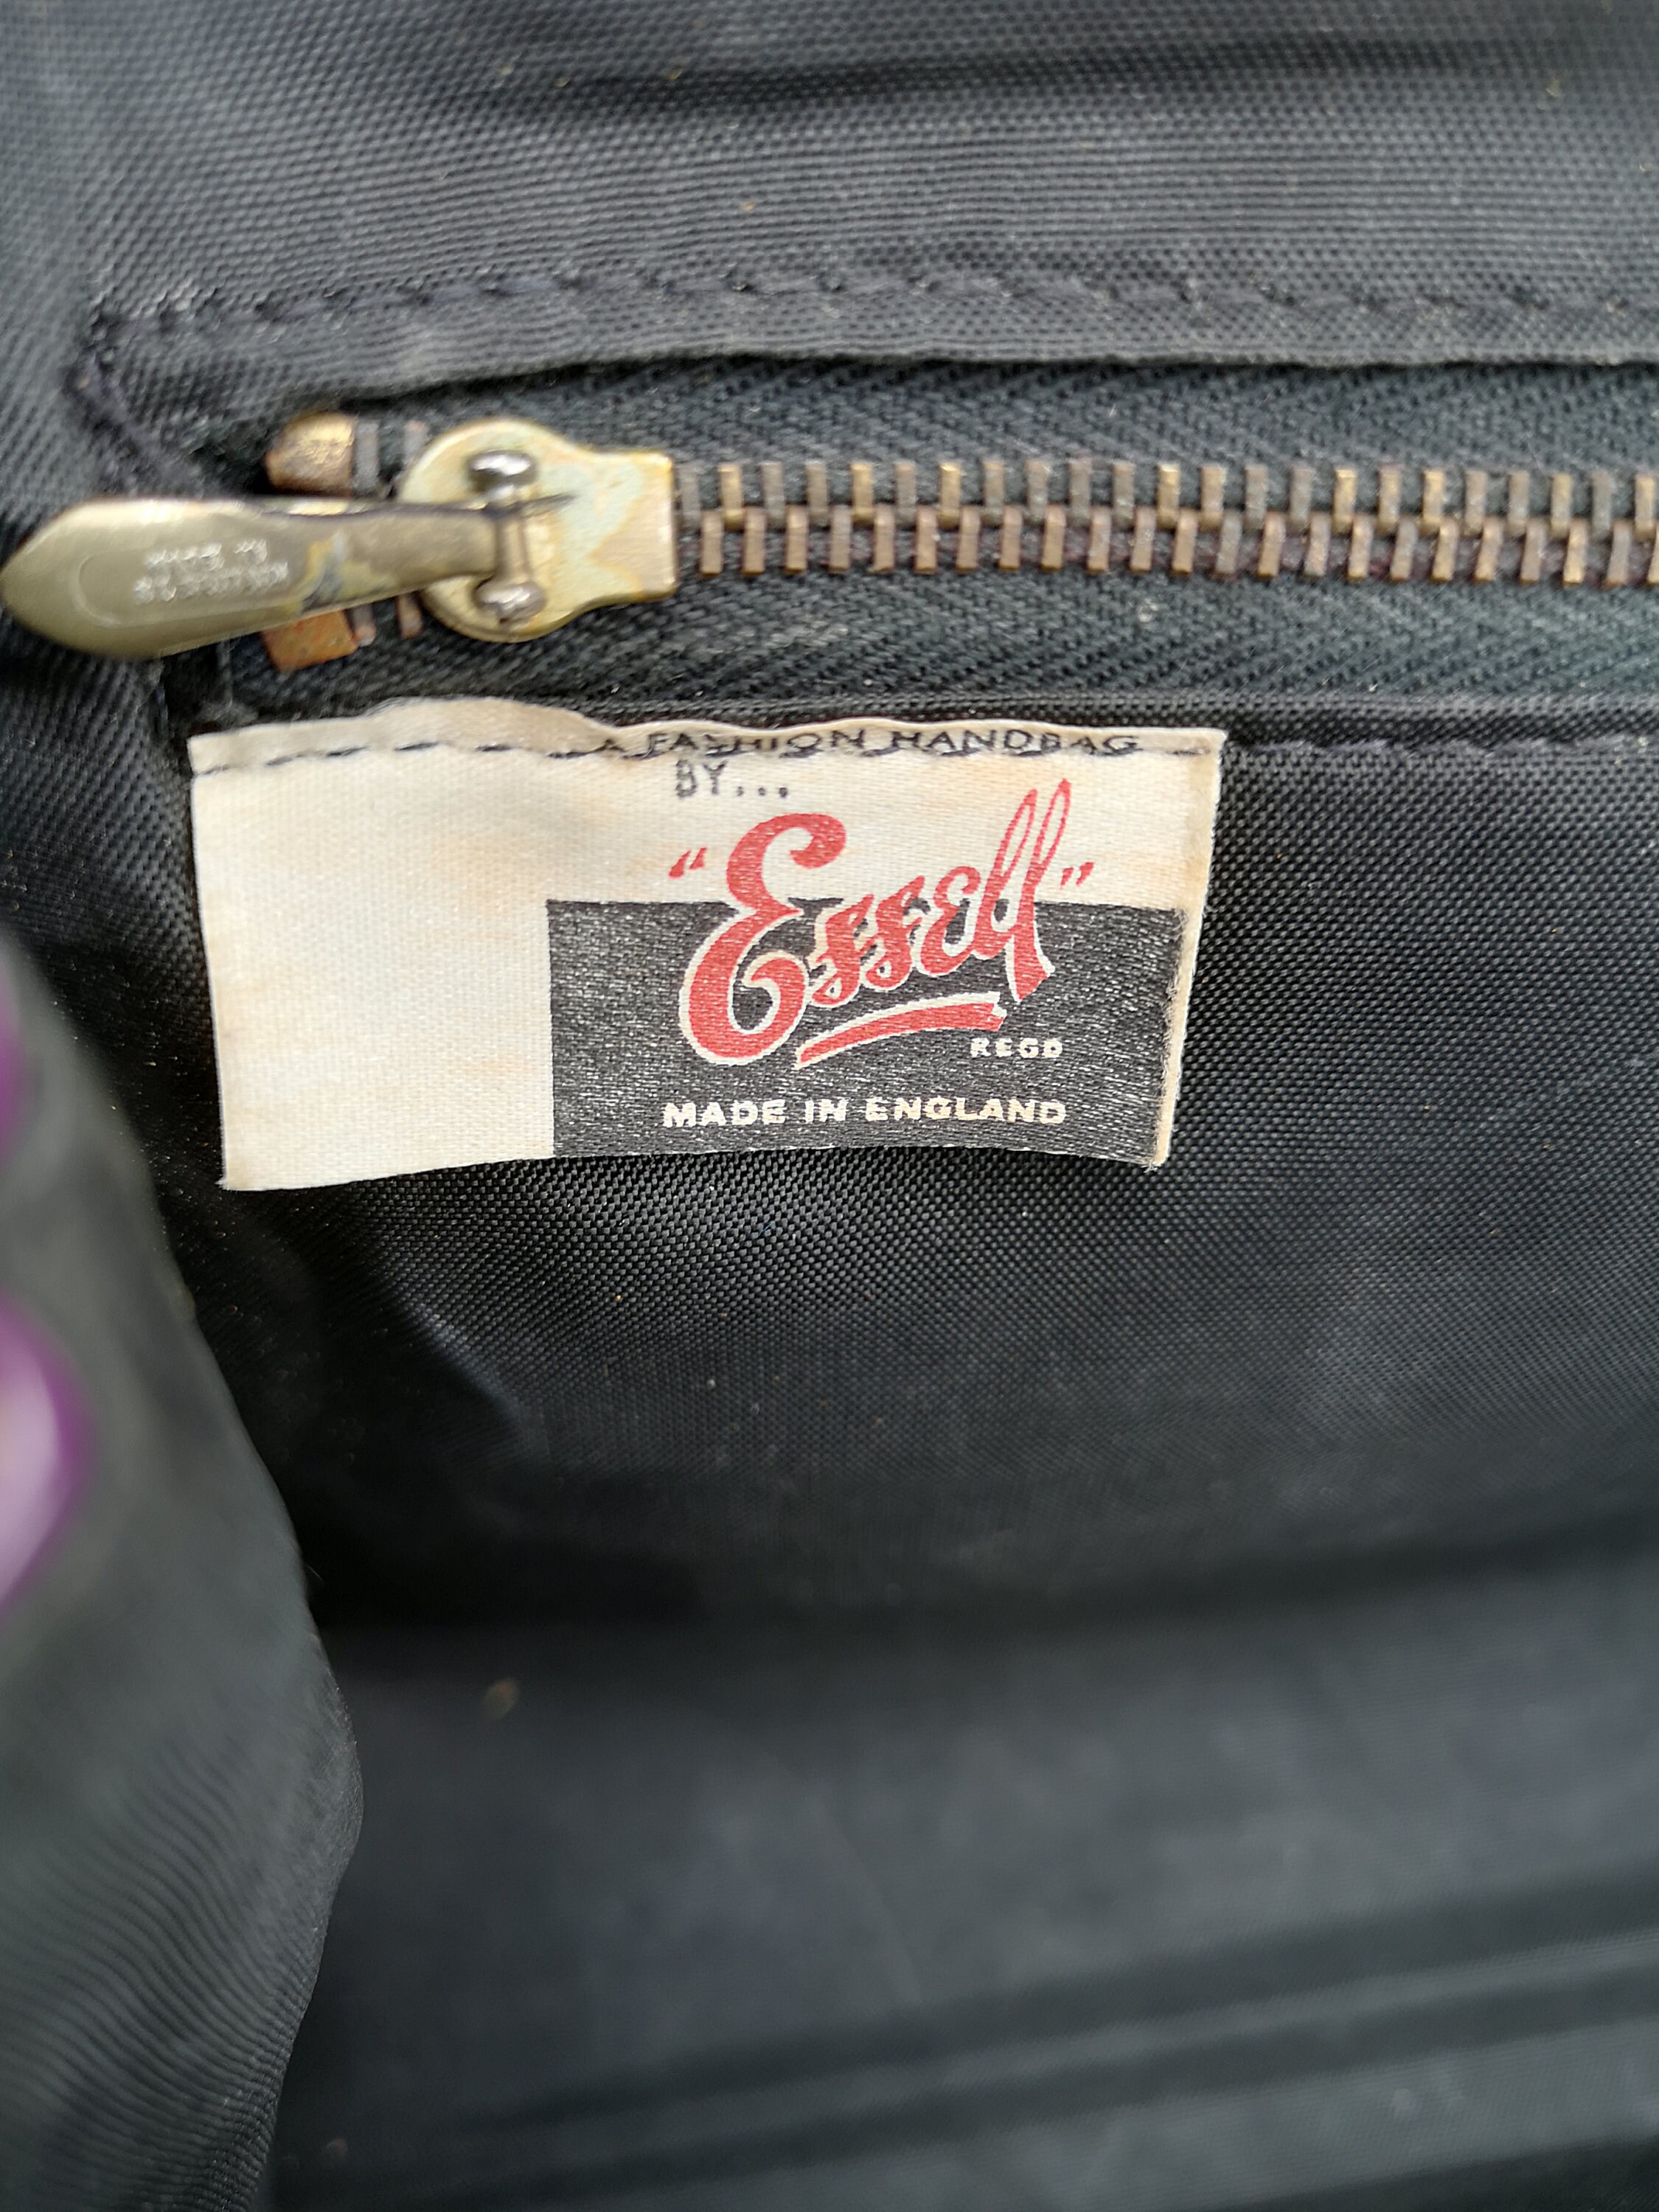 A FASHION HANDBAG
BY...
"Essell"
REGD
MADE IN ENGLAND